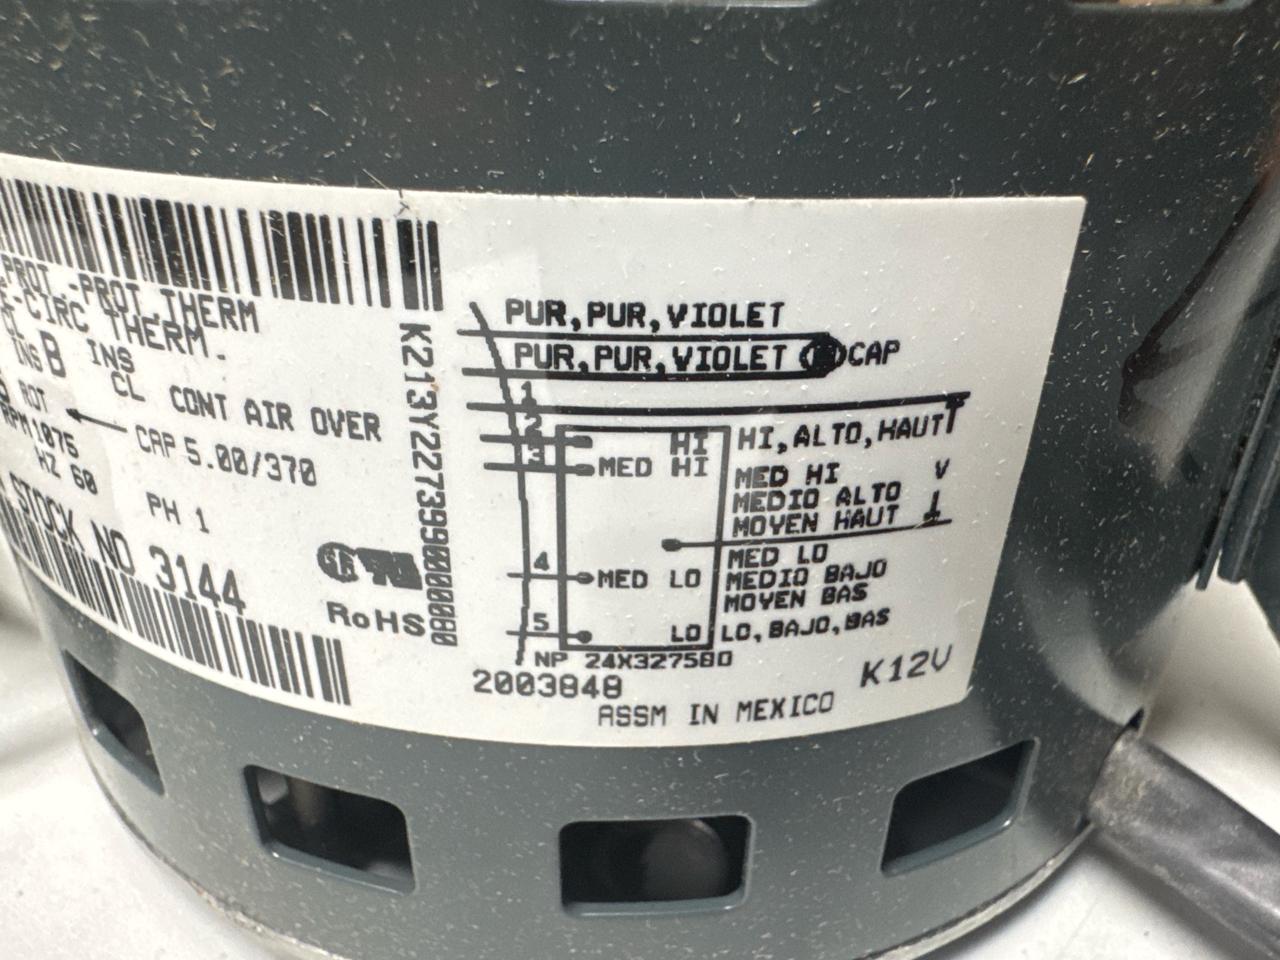 PROT.-PROT.THERM
E-CIRC THERM.
CL INS B INS
CL
ROT
CONT AIR OVER
RPM 1075
CAP 5.00/370
HZ 60
PH 1
STOCK NO 3144
RoHS
PUR,PUR,VIOLET
PUR,PUR,VIOLET CAP
1
2
HI HI,ALTO,HAUT
3
MED HI MED HI V
MEDIO ALTO
MOYEN HAUT
4
MED LO MED LO
MEDIO BAJO
MOYEN BAS
5
LO LO,BAJO,BAS
NP 24X327580
2003848
K12V
ASSM IN MEXICO